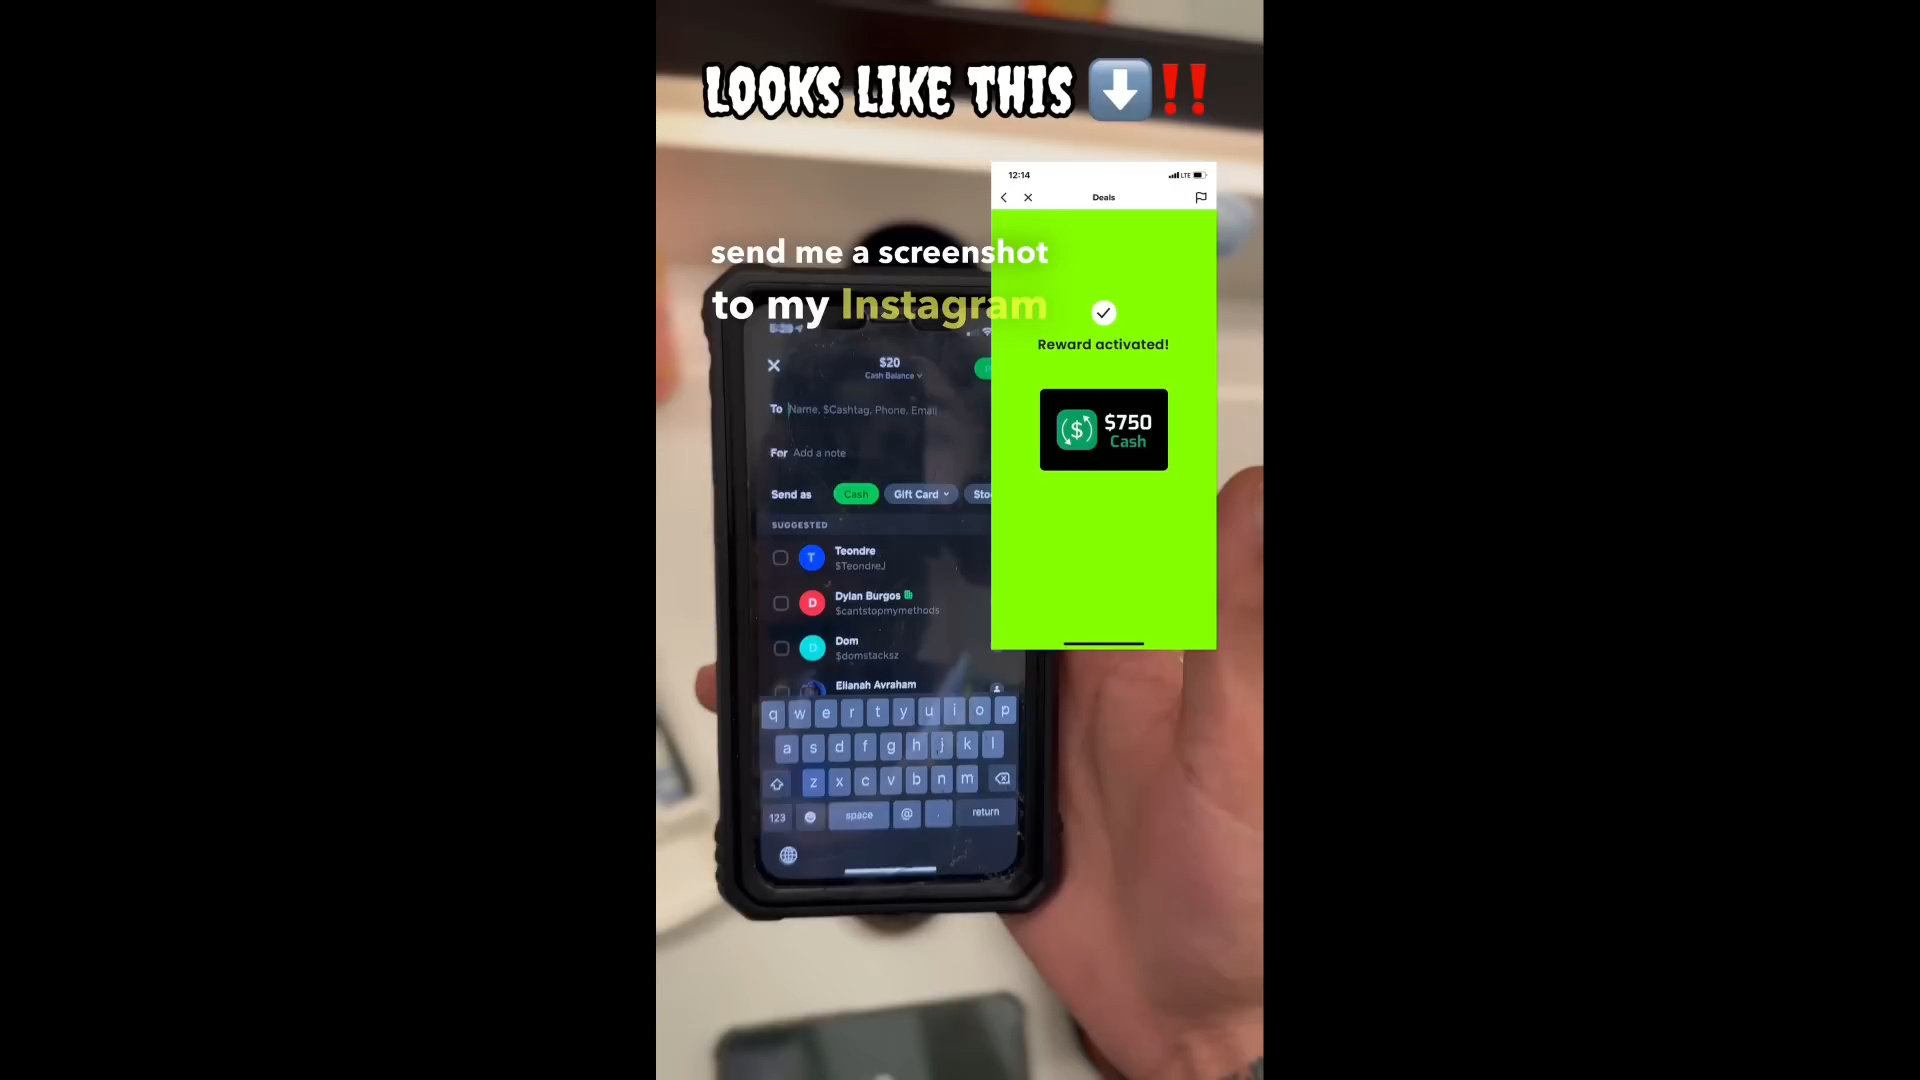 LOOKS LIKE THIS ⬇️‼️
12:14
LTE
Deals
send me a screenshot
to my Instagram
Reward activated!
$750
Cash
$20
Cash Balance
To Name, $Cashtag, Phone, Email
For Add a note
Send as Cash Gift Card
SUGGESTED
T Teondre
$TeondreJ
D Dylan Burgos
$cantstopmymethods
D Dom
$domstacksz
Elianah Avraham
q w e r t y u i o p
a s d f g h j k l
z x c v b n m
123 space @ . return